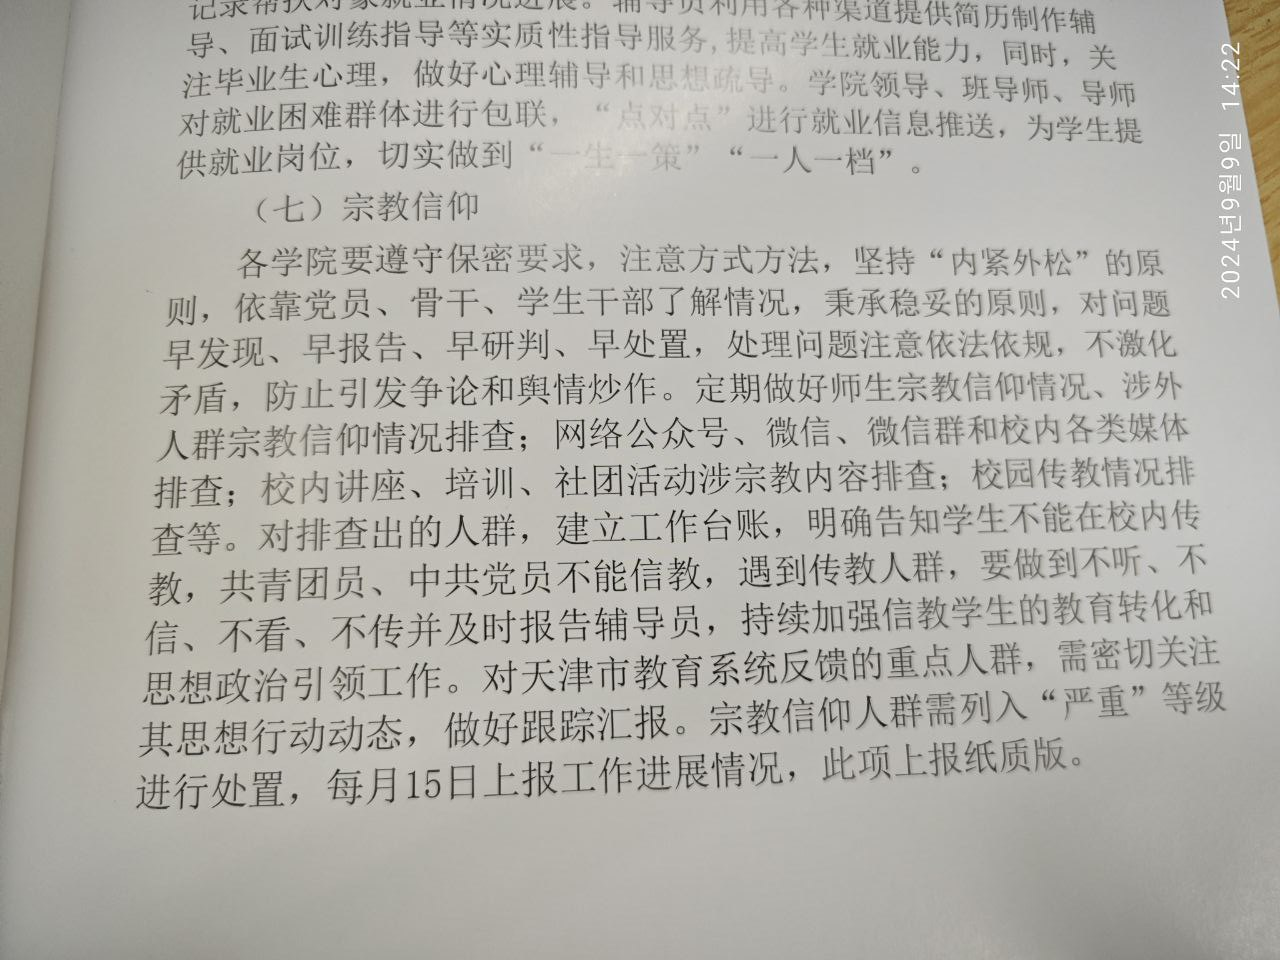 记录帮扶对象就业情况进展。辅导员利用各种渠道提供简历制作辅
导、面试训练指导等实质性指导服务,提高学生就业能力，同时，关
注毕业生心理，做好心理辅导和思想疏导。学院领导、班导师、导师
对就业困难群体进行包联，“点对点”进行就业信息推送，为学生提
供就业岗位，切实做到“一生一策”“一人一档”。
（七）宗教信仰
各学院要遵守保密要求，注意方式方法，坚持“内紧外松”的原
则，依靠党员、骨干、学生干部了解情况，秉承稳妥的原则，对问题
早发现、早报告、早研判、早处置，处理问题注意依法依规，不激化
矛盾，防止引发争论和舆情炒作。定期做好师生宗教信仰情况、涉外
人群宗教信仰情况排查；网络公众号、微信、微信群和校内各类媒体
排查；校内讲座、培训、社团活动涉宗教内容排查；校园传教情况排
查等。对排查出的人群，建立工作台账，明确告知学生不能在校内传
教，共青团员、中共党员不能信教，遇到传教人群，要做到不听、不
信、不看、不传并及时报告辅导员，持续加强信教学生的教育转化和
思想政治引领工作。对天津市教育系统反馈的重点人群，需密切关注
其思想行动动态，做好跟踪汇报。宗教信仰人群需列入“严重”等级
进行处置，每月15日上报工作进展情况，此项上报纸质版。
2024년9월9일 14:22